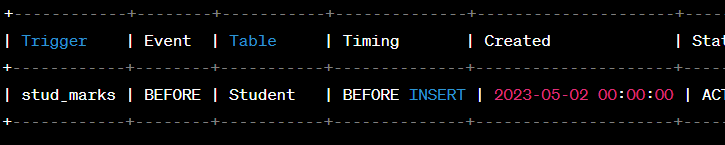 +------------+--------+-----------+--------------+---------------------+-----
| Trigger    | Event  | Table     | Timing       | Created             | Stat
+------------+--------+-----------+--------------+---------------------+-----
| stud_marks | BEFORE | Student   | BEFORE INSERT | 2023-05-02 00:00:00 | ACT
+------------+--------+-----------+--------------+---------------------+-----